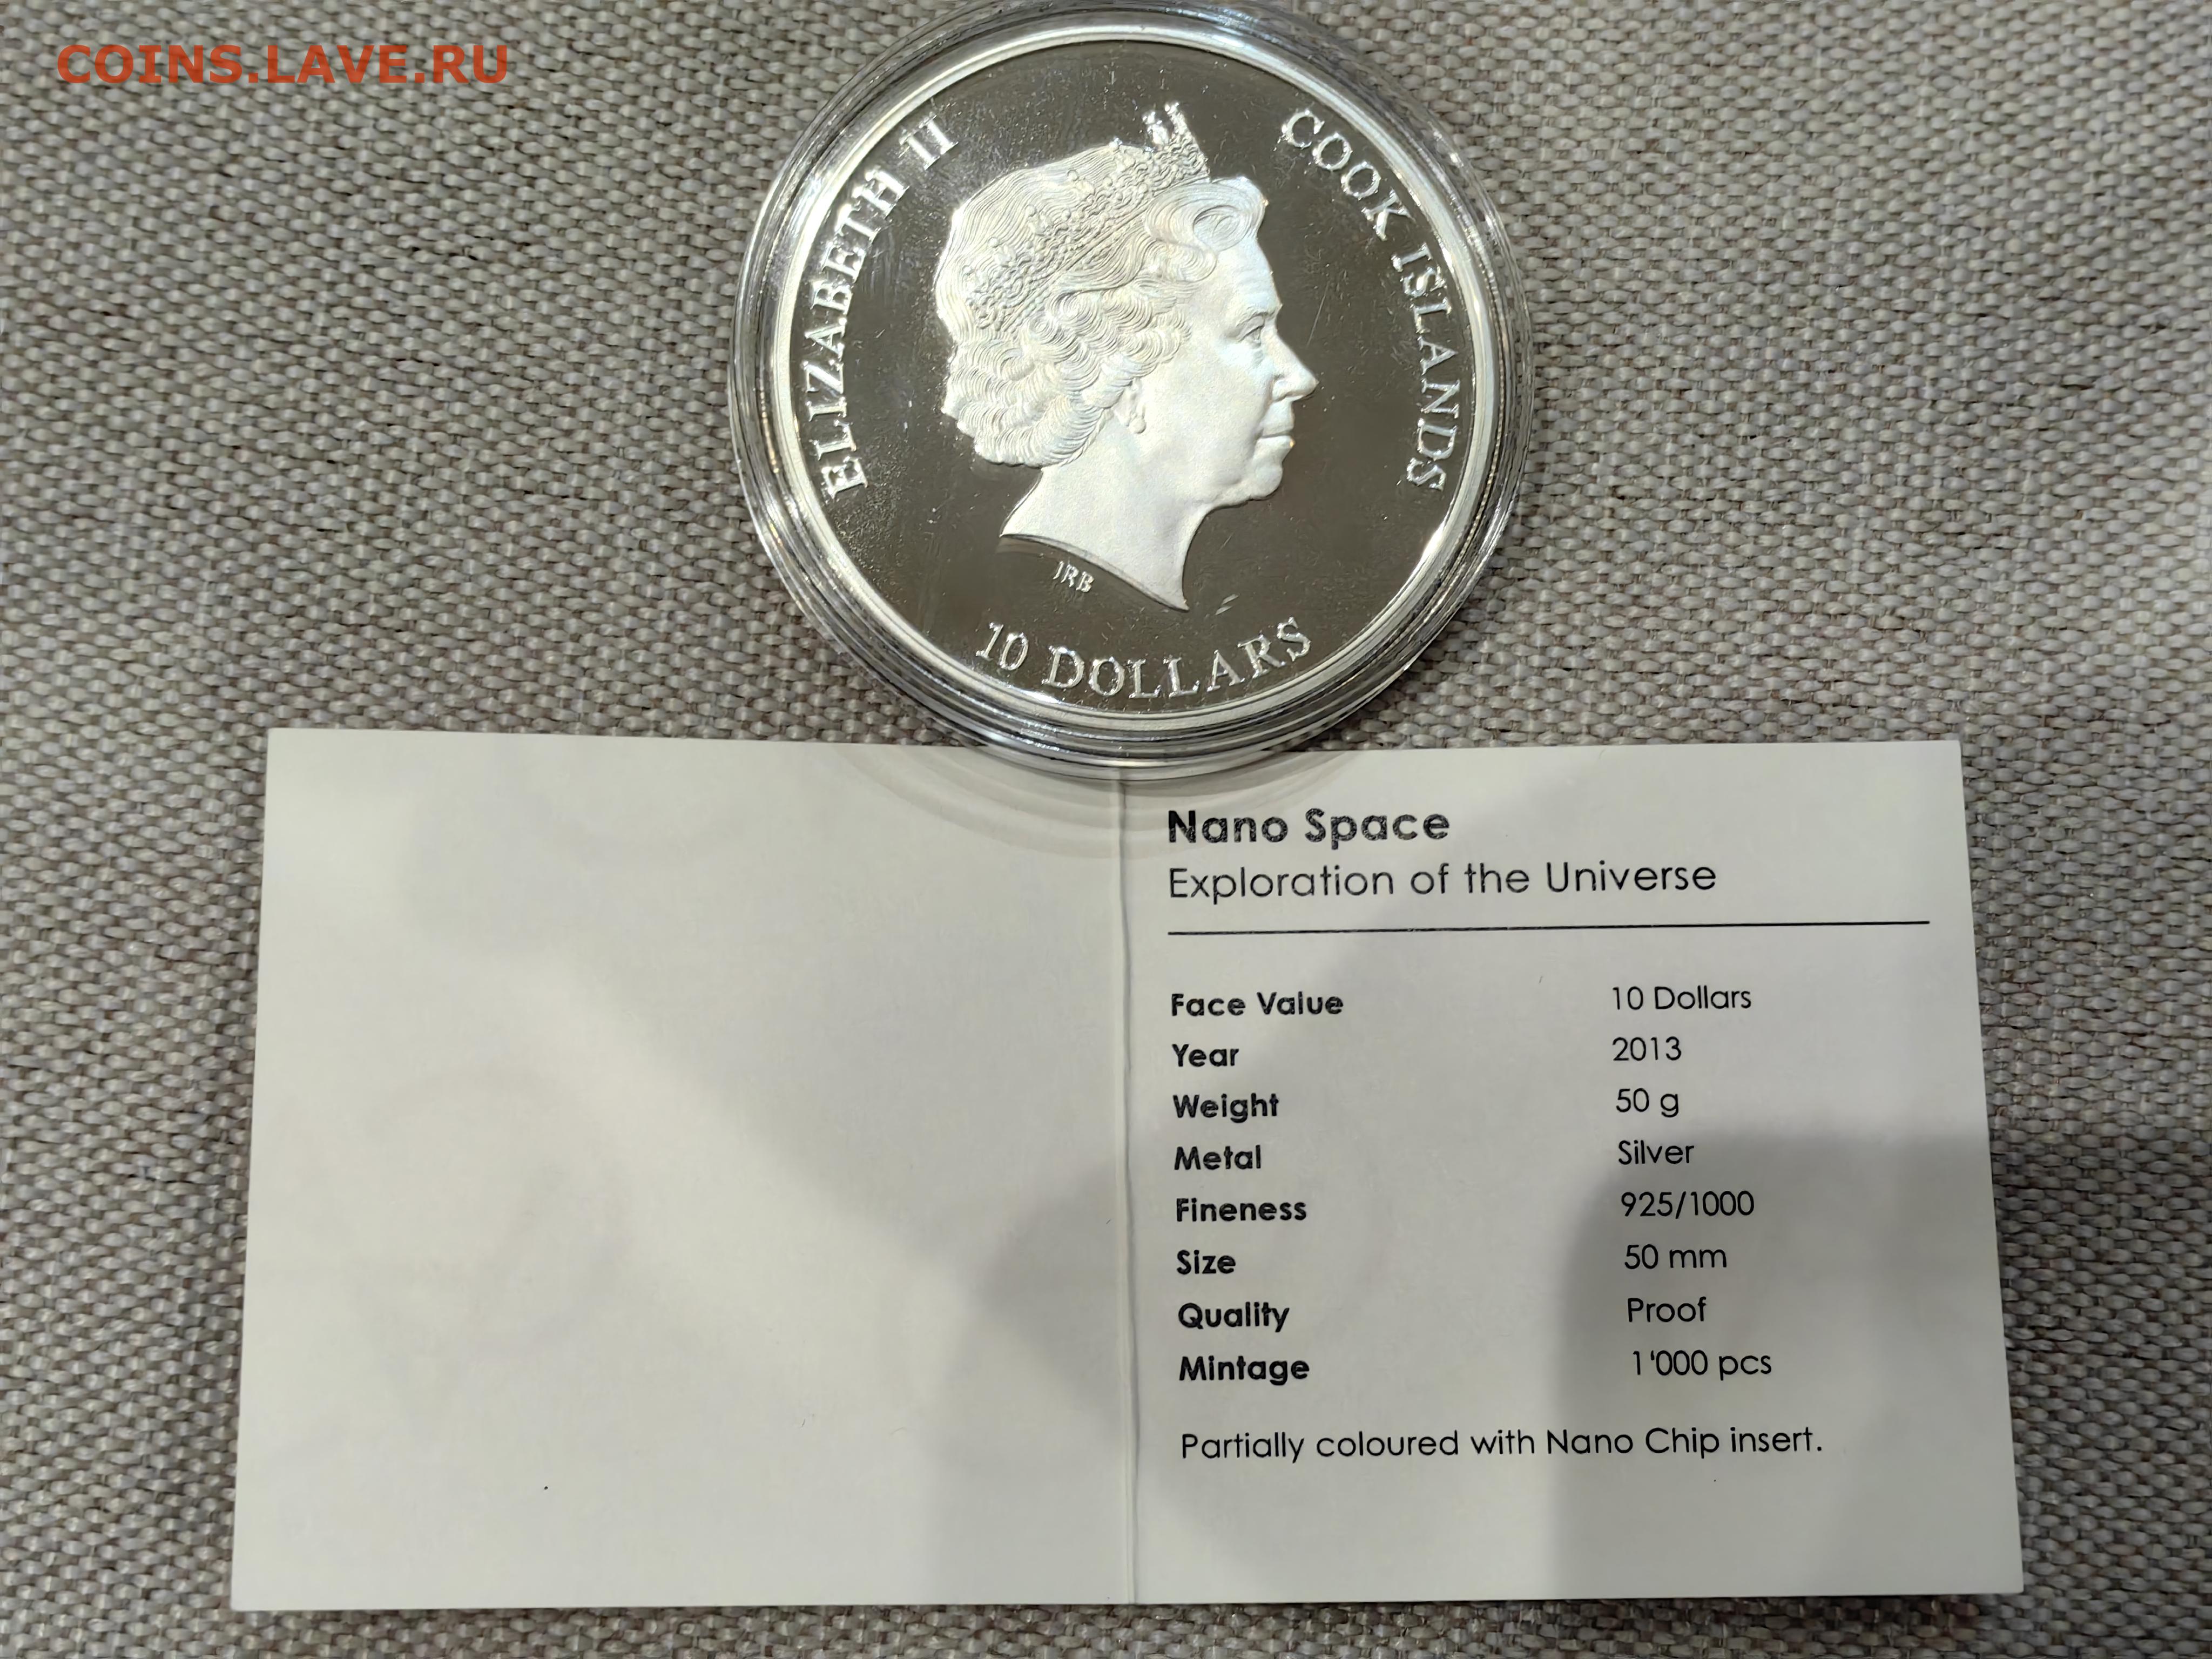 COINS.LAVE.RU
ELIZABETH II
COOK ISLANDS
IRB
10 DOLLARS
Nano Space
Exploration of the Universe
Face Value 10 Dollars
Year 2013
Weight 50 g
Metal Silver
Fineness 925/1000
Size 50 mm
Quality Proof
Mintage 1'000 pcs
Partially coloured with Nano Chip insert.